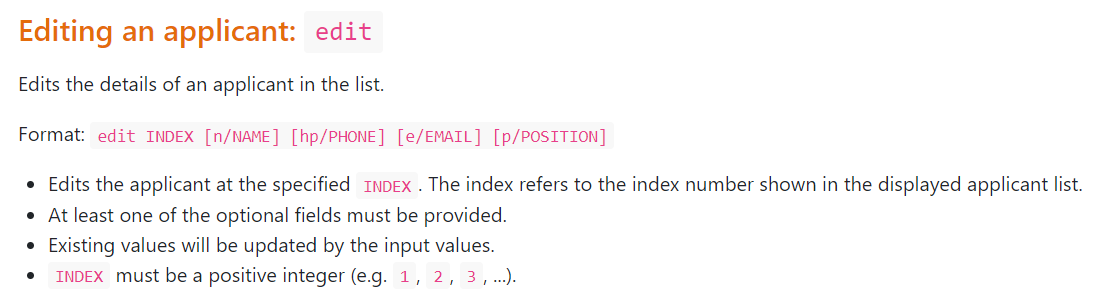 Editing an applicant: edit
Edits the details of an applicant in the list.
Format: edit INDEX [n/NAME] [hp/PHONE] [e/EMAIL] [p/POSITION]
• Edits the applicant at the specified INDEX. The index refers to the index number shown in the displayed applicant list.
• At least one of the optional fields must be provided.
• Existing values will be updated by the input values.
• INDEX must be a positive integer (e.g. 1, 2, 3, ...).